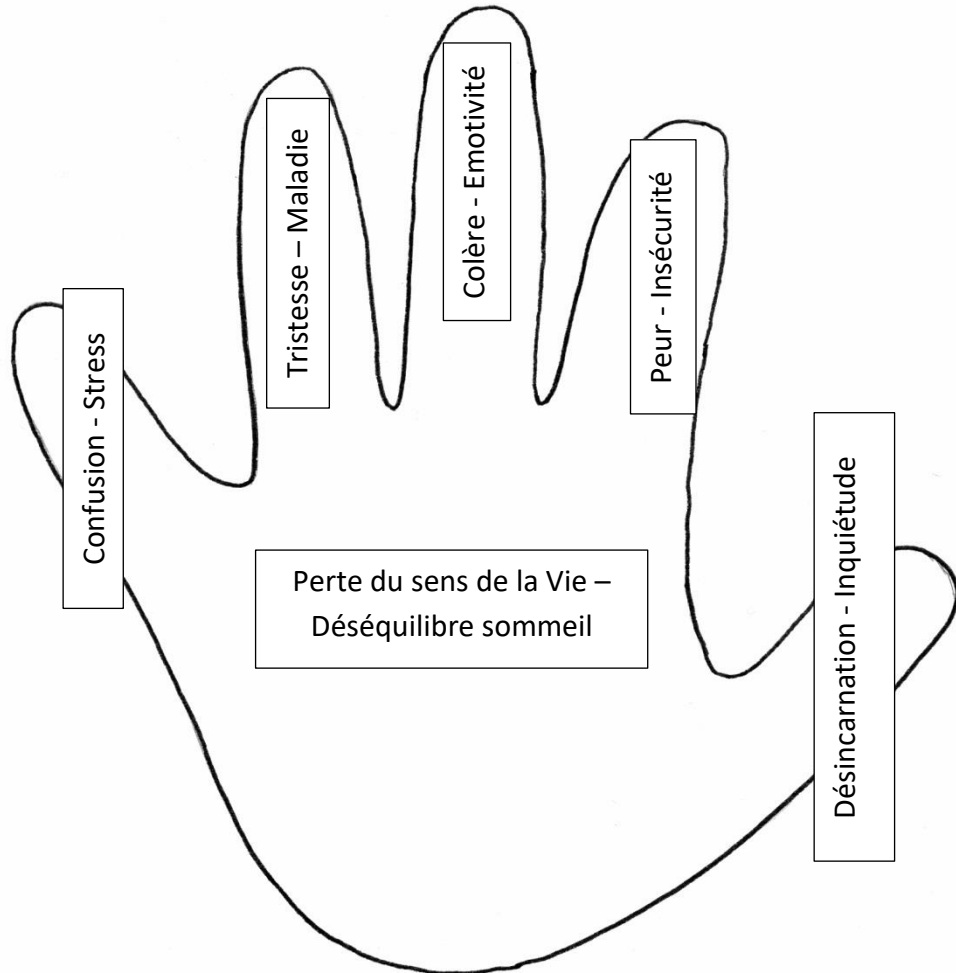 Confusion - Stress
Tristesse – Maladie
Colère - Emotivité
Peur - Insécurité
Désincarnation - Inquiétude
Perte du sens de la Vie –
Déséquilibre sommeil